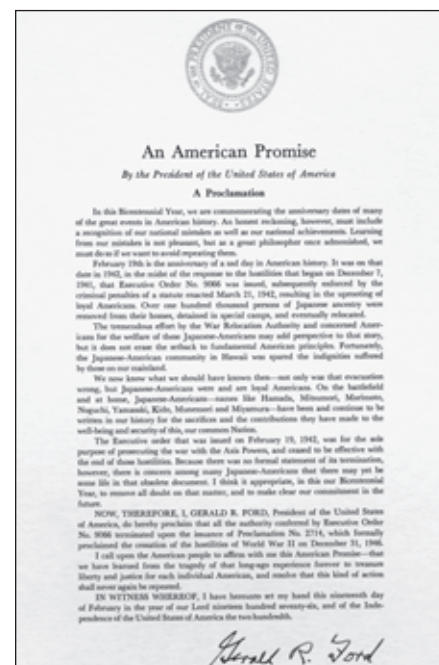 An American Promise
By the President of the United States of America
A Proclamation
In this Bicentennial Year, we are commemorating the anniversary dates of many
of the great events in American history. An honest reckoning, however, must include
a recognition of our national mistakes as well as our national achievements. Learning
from our mistakes is not pleasant, but as a great philosopher once admonished, we
must do so if we want to avoid repeating them.
February 19th is the anniversary of a sad day in American history. It was on that
date in 1942, in the midst of the response to the hostilities that began on December 7,
1941, that Executive Order No. 9066 was issued, subsequently enforced by the
criminal penalties of a statute enacted March 21, 1942, resulting in the uprooting of
loyal Americans. Over one hundred thousand persons of Japanese ancestry were
removed from their homes, detained in special camps, and eventually relocated.
The tremendous effort by the War Relocation Authority and concerned Amer-
icans for the welfare of these Japanese-Americans may add perspective to that story,
but it does not erase the setback to fundamental American principles. Fortunately,
the Japanese-American community in Hawaii was spared the indignities suffered
by those on our mainland.
We now know what we should have known then—not only was that evacuation
wrong, but Japanese-Americans were and are loyal Americans. On the battlefield
and at home, Japanese-Americans—names like Hamada, Mitsumori, Marimoto,
Noguchi, Yamasaki, Kido, Munemori and Miyamura—have been and continue to be
written in our history for the sacrifices and the contributions they have made to the
well-being and security of this, our common Nation.
The Executive order that was issued on February 19, 1942, was for the sole
purpose of prosecuting the war with the Axis Powers, and ceased to be effective with
the end of those hostilities. Because there was no formal statement of its termination,
however, there is concern among many Japanese-Americans that there may yet be
some life in that obsolete document. I think it appropriate, in this our Bicentennial
Year, to remove all doubt on that matter, and to make clear our commitment in the
future.
NOW, THEREFORE, I, GERALD R. FORD, President of the United States
of America, do hereby proclaim that all the authority conferred by Executive Order
No. 9066 terminated upon the issuance of Proclamation No. 2714, which formally
proclaimed the cessation of the hostilities of World War II on December 31, 1946.
I call upon the American people to affirm with me this American Promise—that
we have learned from the tragedy of that long-ago experience forever to treasure
liberty and justice for each individual American, and resolve that this kind of action
shall never again be repeated.
IN WITNESS WHEREOF, I have hereunto set my hand this nineteenth day
of February in the year of our Lord nineteen hundred seventy-six, and of the Inde-
pendence of the United States of America the two hundredth.
Gerald R. Ford